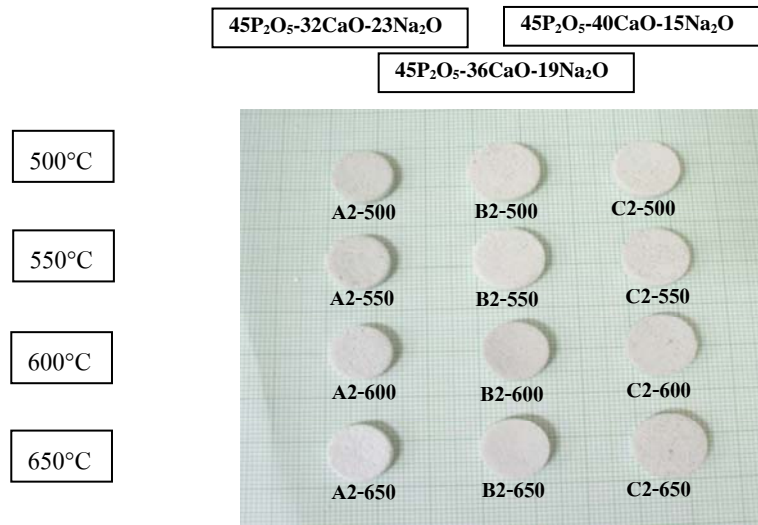 45P₂O₅-32CaO-23Na₂O
45P₂O₅-40CaO-15Na₂O
45P₂O₅-36CaO-19Na₂O
500°C
A2-500 B2-500 C2-500
550°C
A2-550 B2-550 C2-550
600°C
A2-600 B2-600 C2-600
650°C
A2-650 B2-650 C2-650